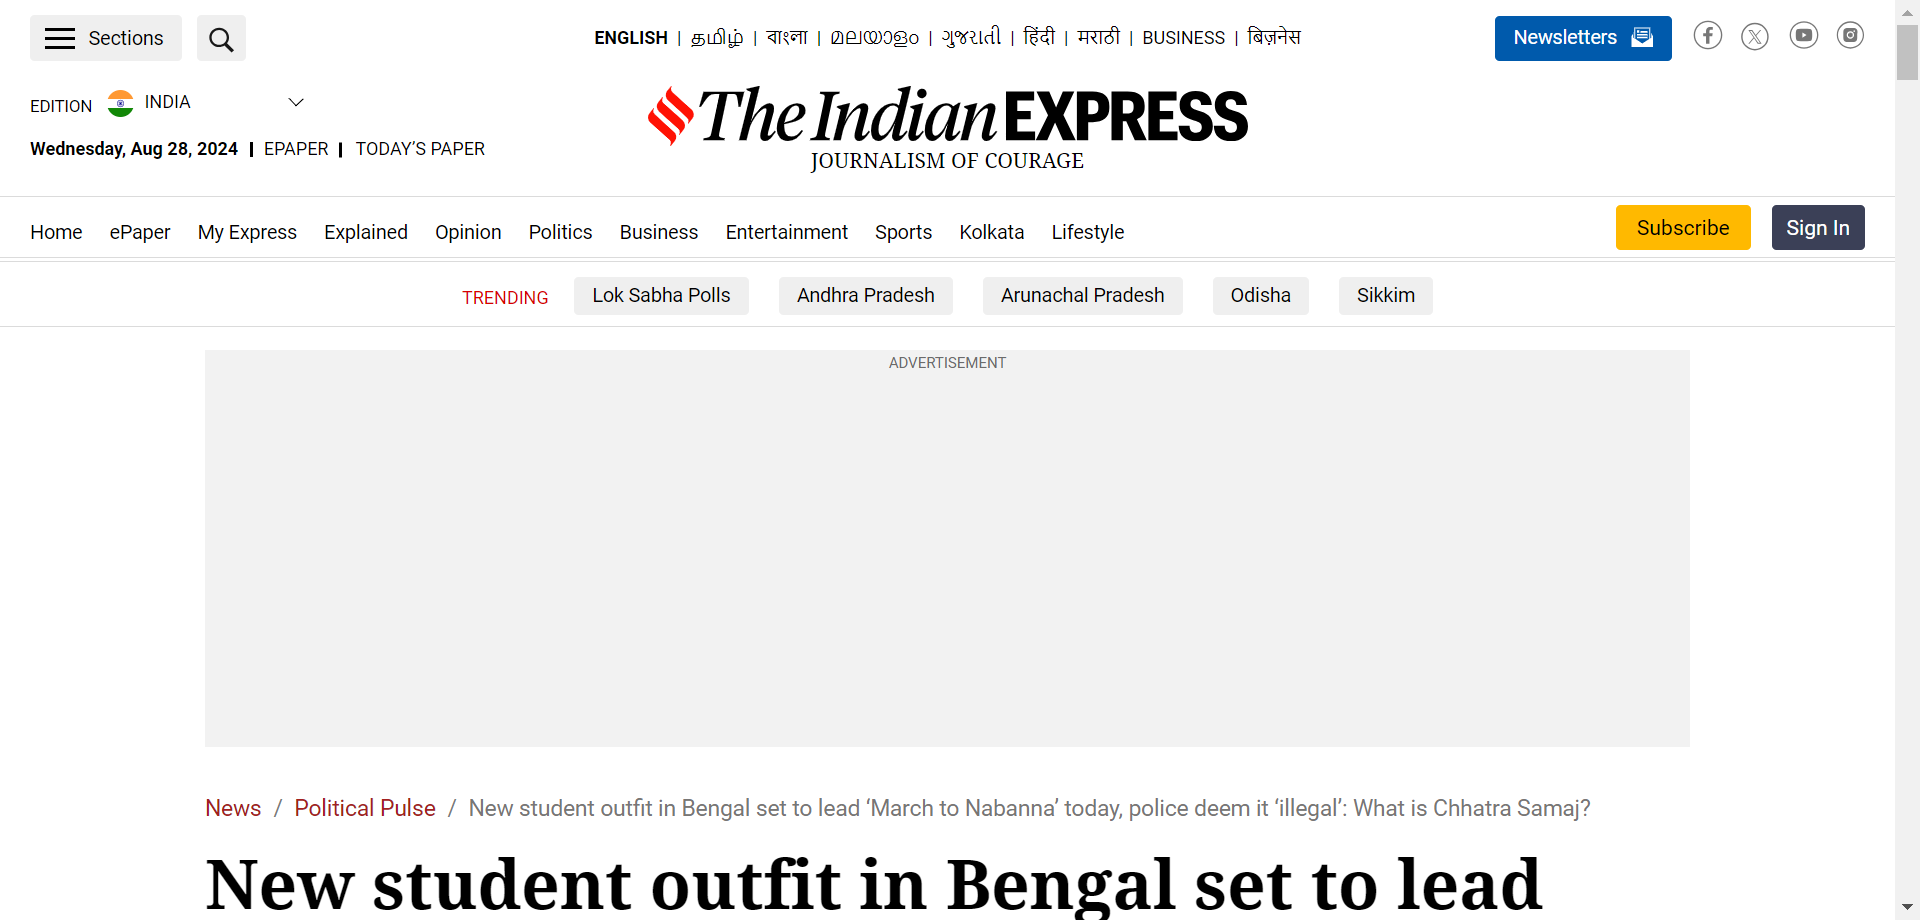 Sections
ENGLISH | தமிழ் | বাংলা | മലയാളം | ગુજરાતી | हिंदी | मराठी | BUSINESS | बिज़नेस
Newsletters
EDITION INDIA
The Indian EXPRESS
JOURNALISM OF COURAGE
Wednesday, Aug 28, 2024 | EPAPER | TODAY’S PAPER
Home ePaper My Express Explained Opinion Politics Business Entertainment Sports Kolkata Lifestyle
Subscribe Sign In
TRENDING Lok Sabha Polls Andhra Pradesh Arunachal Pradesh Odisha Sikkim
ADVERTISEMENT
News / Political Pulse / New student outfit in Bengal set to lead ‘March to Nabanna’ today, police deem it ‘illegal’: What is Chhatra Samaj?
New student outfit in Bengal set to lead